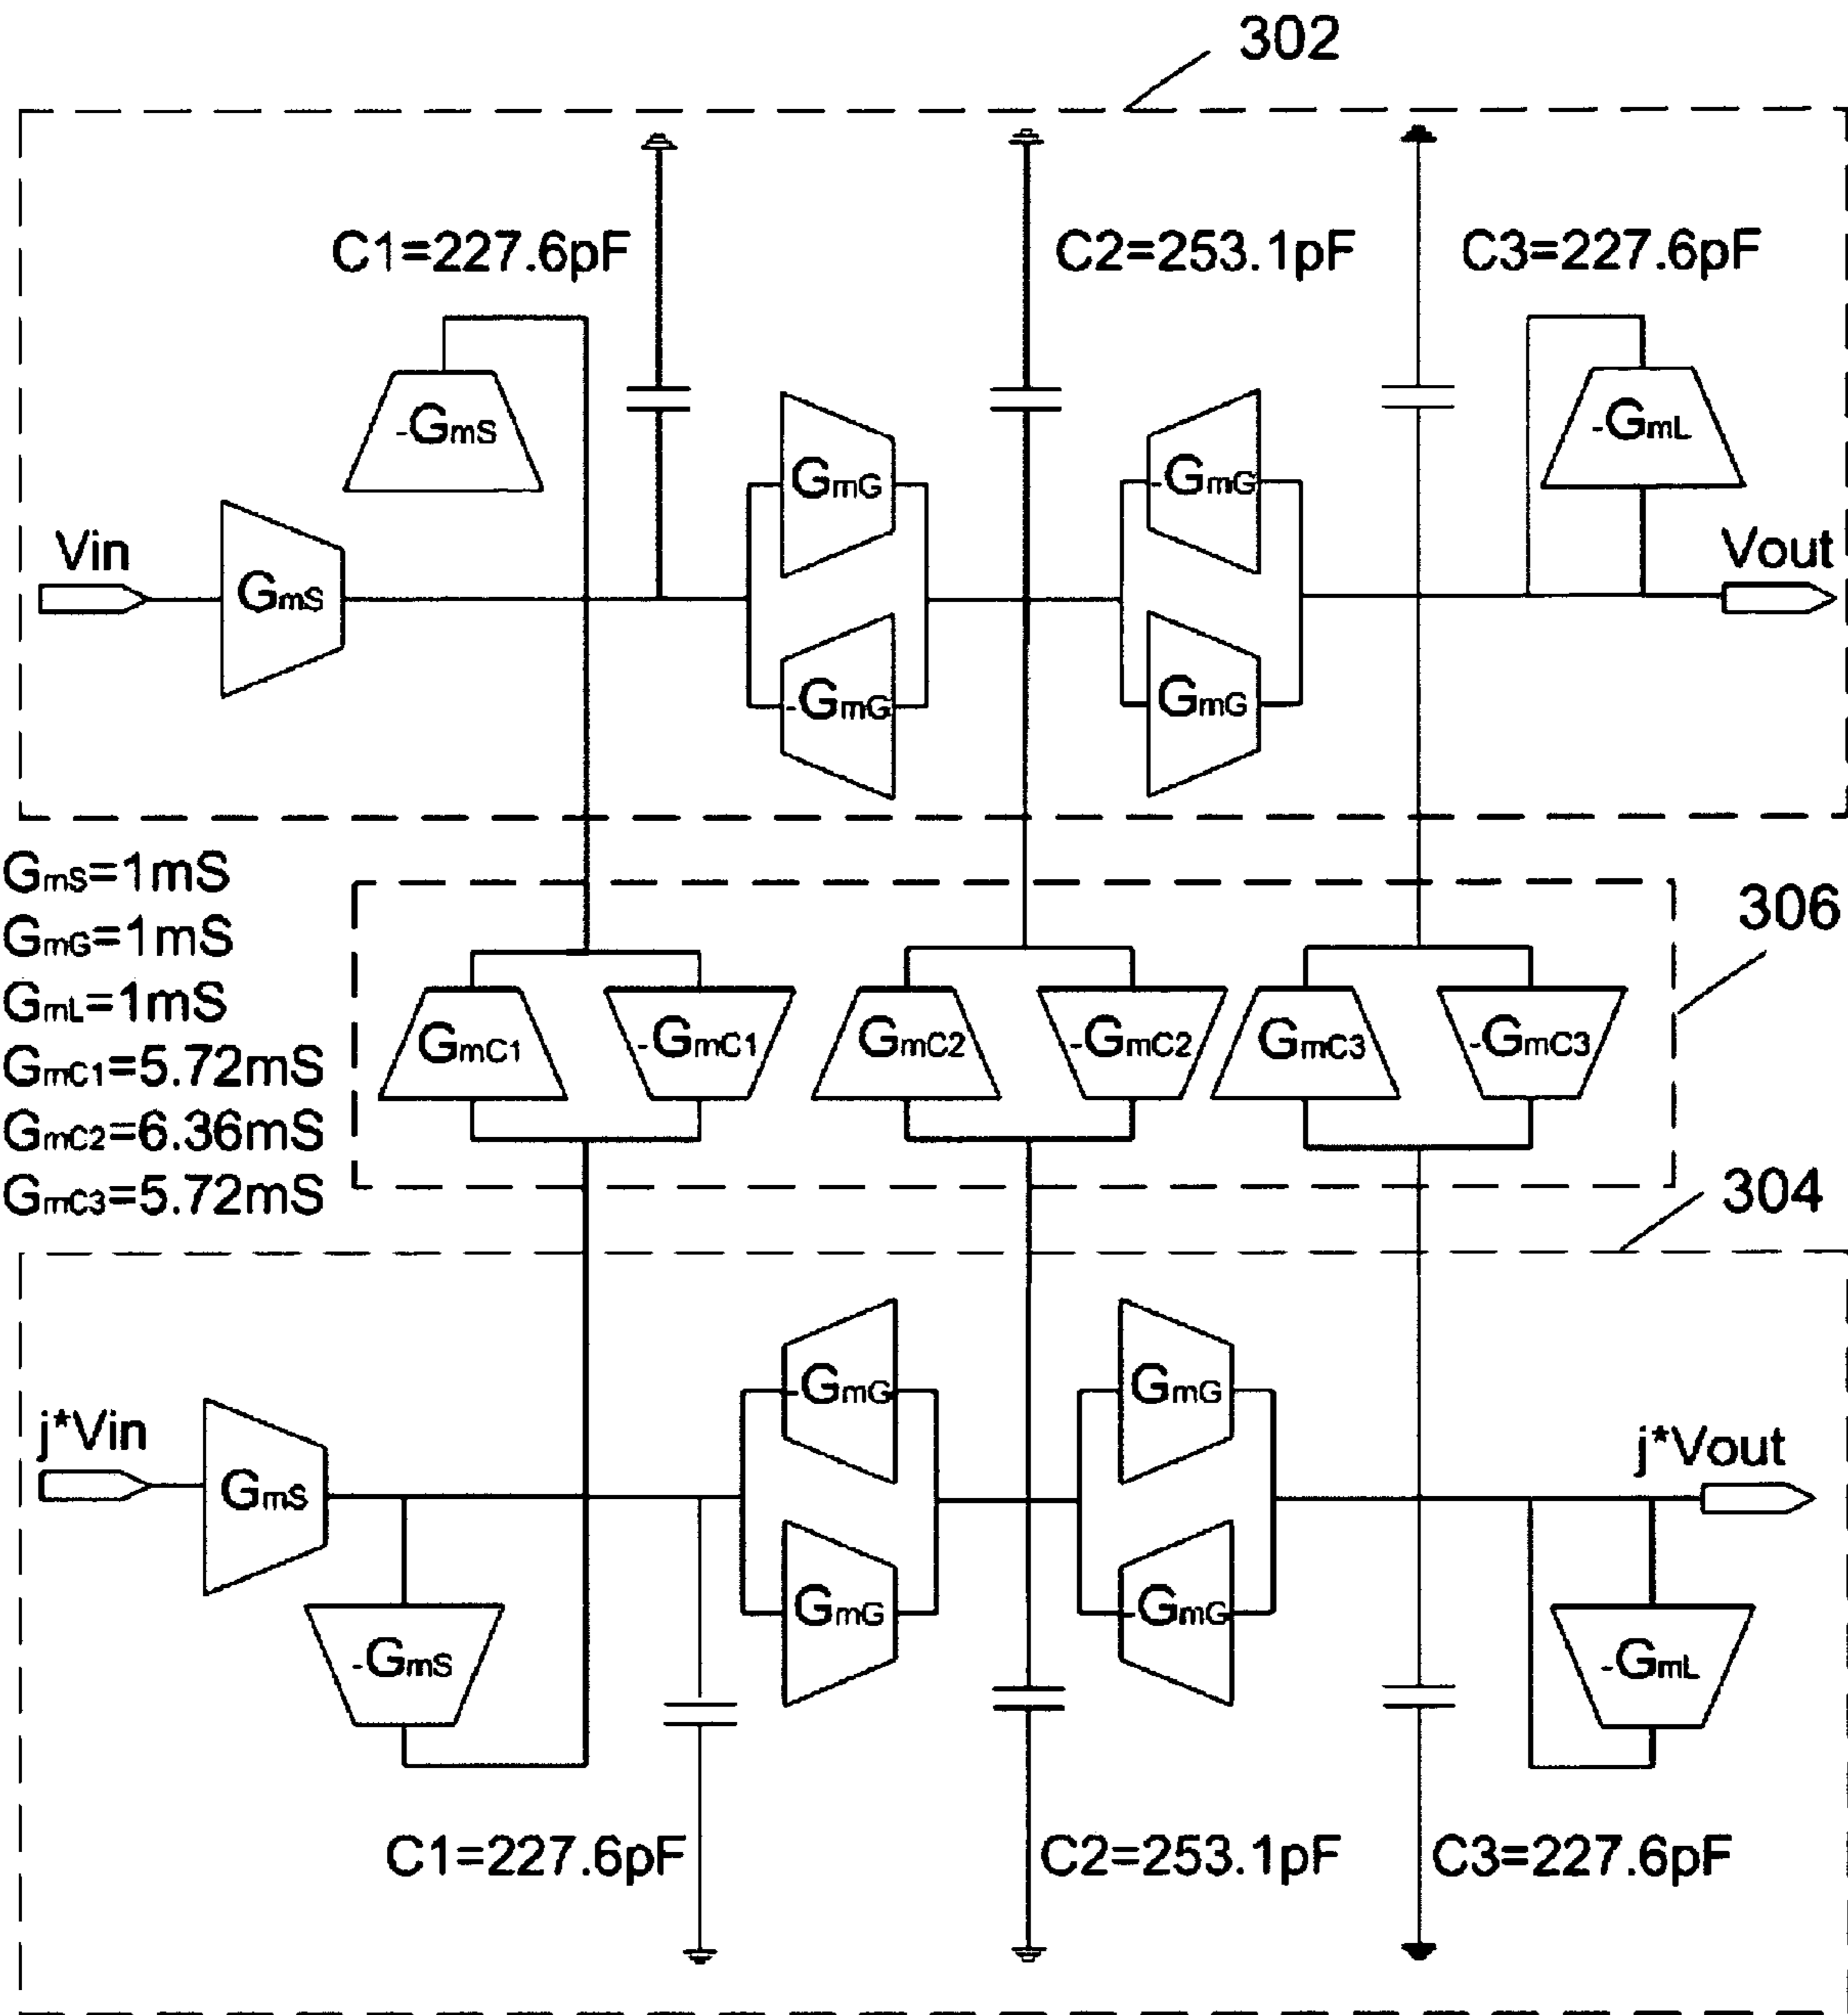 302
C1=227.6pF
C2=253.1pF
C3=227.6pF
-GmS
-GmL
GmG
-GmG
Vin
GmS
Vout
-GmG
GmG
GmS=1mS
GmG=1mS
GmL=1mS
GmC1=5.72mS
GmC2=6.36mS
GmC3=5.72mS
306
GmC1
-GmC1
GmC2
-GmC2
GmC3
-GmC3
304
-GmG
GmG
j*Vin
GmS
j*Vout
GmG
-GmG
-GmS
-GmL
C1=227.6pF
C2=253.1pF
C3=227.6pF